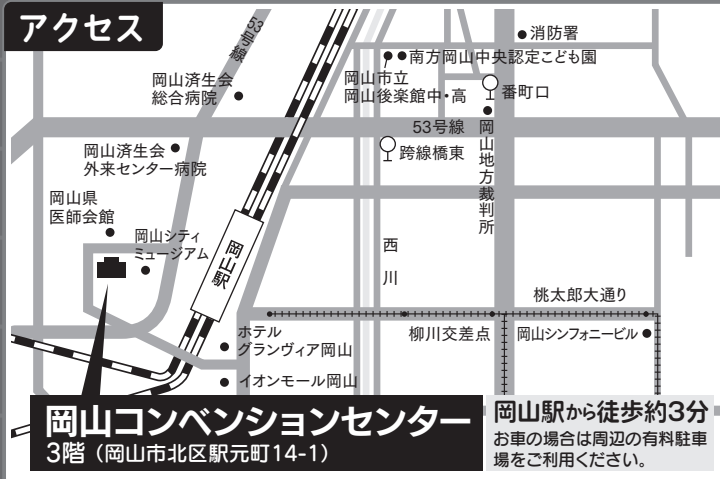 アクセス
53号線
消防署
南方岡山中央認定こども園
岡山市立
岡山後楽館中・高
番町口
岡山済生会
総合病院
53号線
岡山地方裁判所
跨線橋東
岡山済生会
外来センター病院
岡山県
医師会館
岡山シティ
ミュージアム
岡山駅
西川
桃太郎大通り
柳川交差点
岡山シンフォニービル
ホテル
グランヴィア岡山
イオンモール岡山
岡山コンベンションセンター
3階（岡山市北区駅元町14-1）
岡山駅から徒歩約3分
お車の場合は周辺の有料駐車
場をご利用ください。